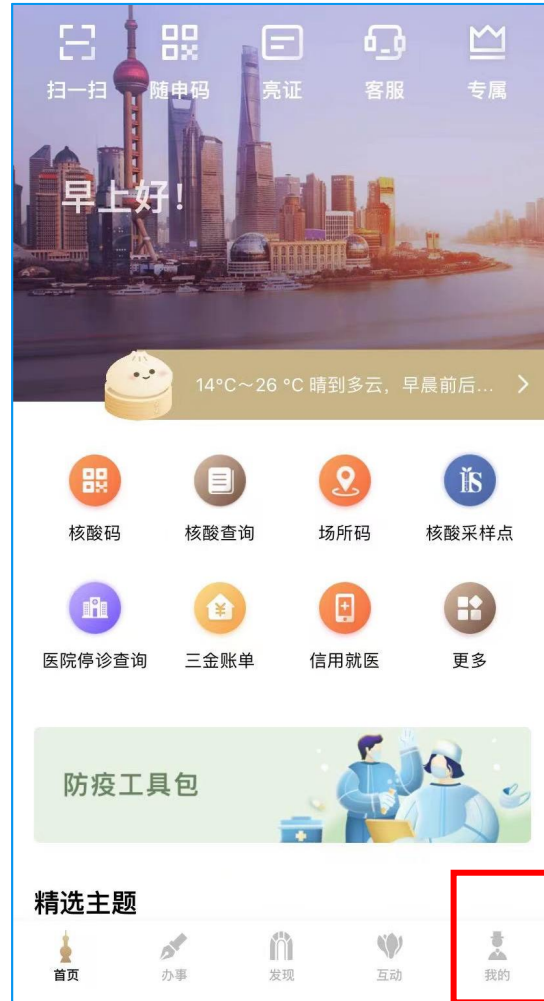 扫一扫 随申码 亮证 客服 专属
早上好！
14°C～26 °C 晴到多云，早晨前后...
核酸码 核酸查询 场所码 核酸采样点
医院停诊查询 三金账单 信用就医 更多
防疫工具包
精选主题
首页 办事 发现 互动 我的